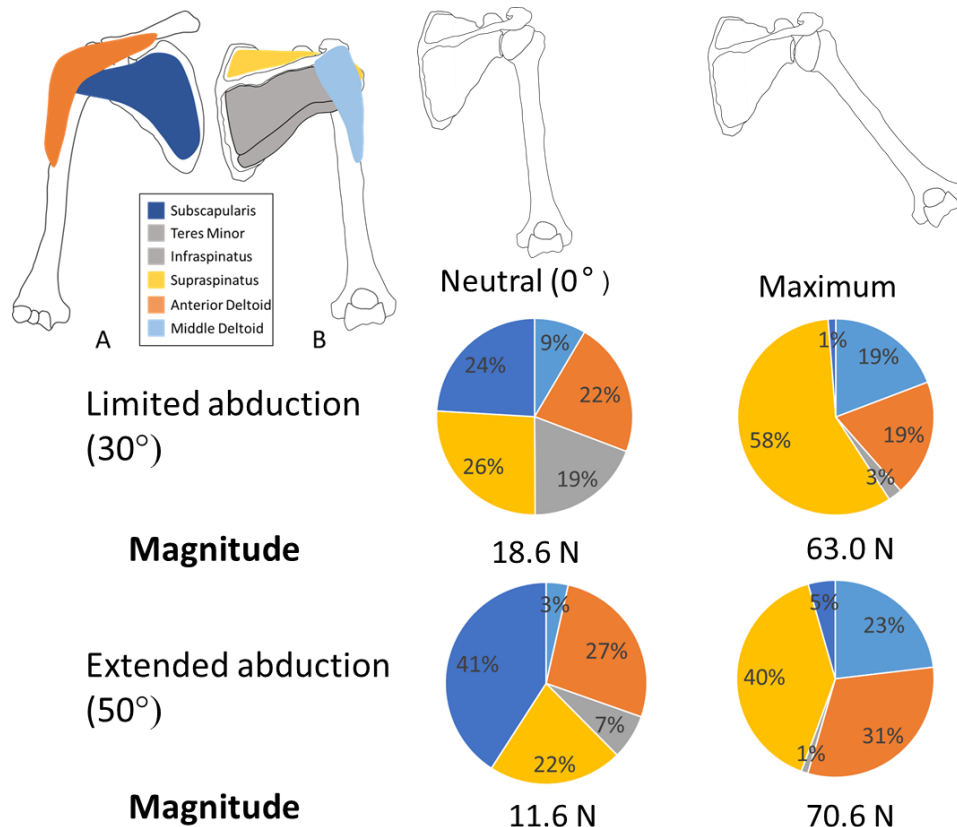 Subscapularis
Teres Minor
Infraspinatus
Supraspinatus
Anterior Deltoid
Middle Deltoid
A
B
Neutral (0°)
Maximum
Limited abduction
(30°)
9%
22%
19%
26%
24%
1%
19%
19%
3%
58%
Magnitude
18.6 N
63.0 N
Extended abduction
(50°)
3%
27%
7%
22%
41%
5%
23%
31%
1%
40%
Magnitude
11.6 N
70.6 N